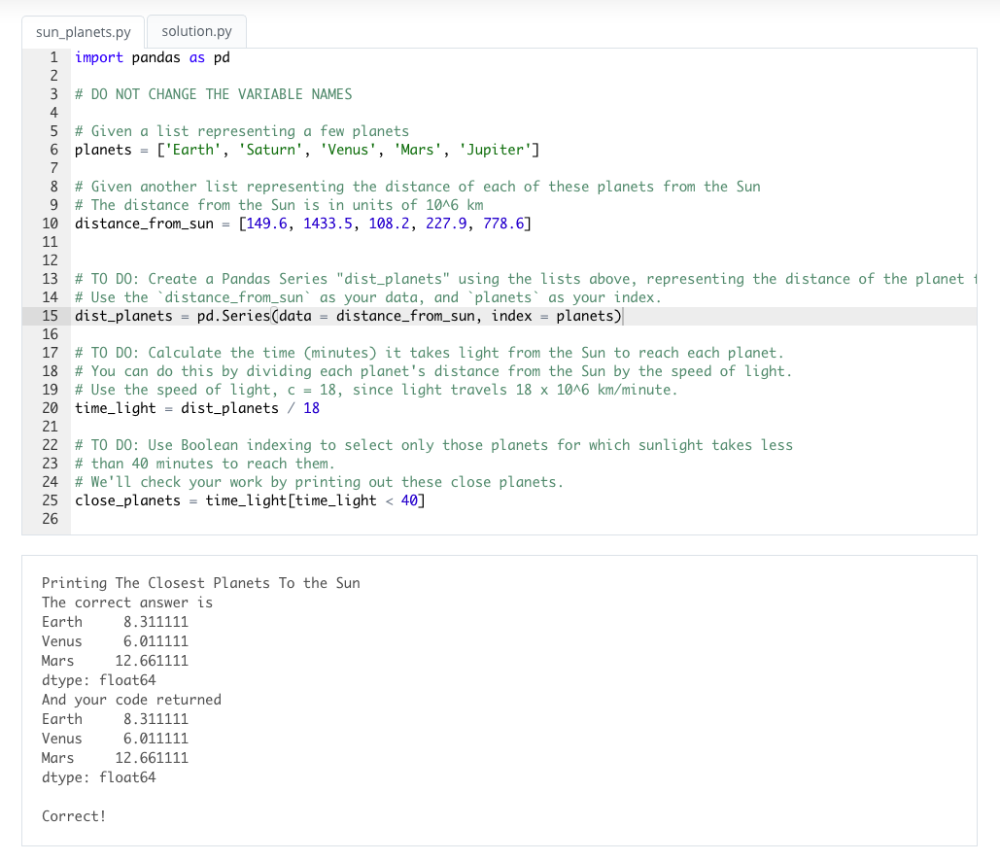 sun_planets.py
solution.py
1 import pandas as pd
2
3 # DO NOT CHANGE THE VARIABLE NAMES
4
5 # Given a list representing a few planets
6 planets = ['Earth', 'Saturn', 'Venus', 'Mars', 'Jupiter']
7
8 # Given another list representing the distance of each of these planets from the Sun
9 # The distance from the Sun is in units of 10^6 km
10 distance_from_sun = [149.6, 1433.5, 108.2, 227.9, 778.6]
11
12
13 # TO DO: Create a Pandas Series "dist_planets" using the lists above, representing the distance of the planet
14 # Use the `distance_from_sun` as your data, and `planets` as your index.
15 dist_planets = pd.Series(data = distance_from_sun, index = planets)
16
17 # TO DO: Calculate the time (minutes) it takes light from the Sun to reach each planet.
18 # You can do this by dividing each planet's distance from the Sun by the speed of light.
19 # Use the speed of light, c = 18, since light travels 18 x 10^6 km/minute.
20 time_light = dist_planets / 18
21
22 # TO DO: Use Boolean indexing to select only those planets for which sunlight takes less
23 # than 40 minutes to reach them.
24 # We'll check your work by printing out these close planets.
25 close_planets = time_light[time_light < 40]
26
Printing The Closest Planets To the Sun
The correct answer is
Earth     8.311111
Venus     6.011111
Mars     12.661111
dtype: float64
And your code returned
Earth     8.311111
Venus     6.011111
Mars     12.661111
dtype: float64
Correct!